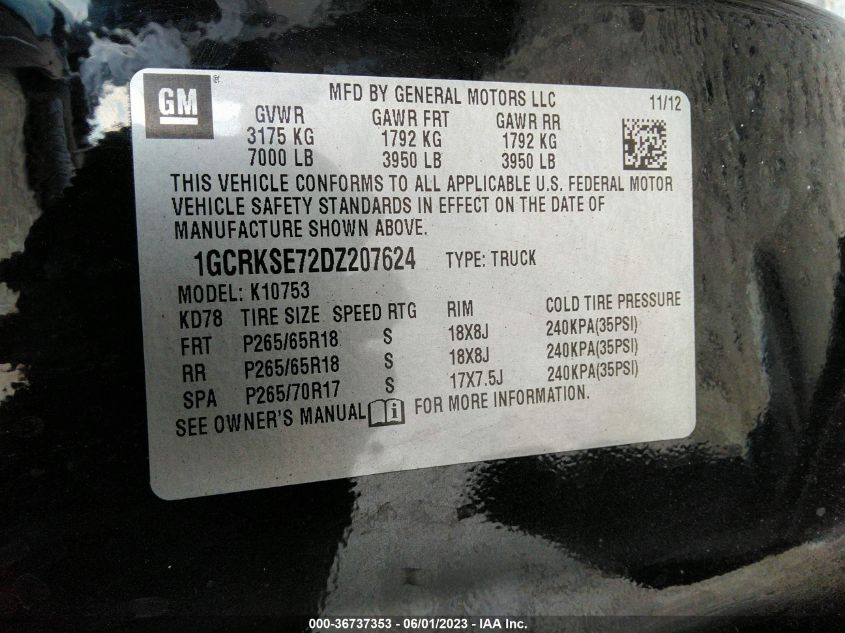 GM®
MFD BY GENERAL MOTORS LLC 11/12
GVWR GAWR FRT GAWR RR
3175 KG 1792 KG 1792 KG
7000 LB 3950 LB 3950 LB
THIS VEHICLE CONFORMS TO ALL APPLICABLE U.S. FEDERAL MOTOR
VEHICLE SAFETY STANDARDS IN EFFECT ON THE DATE OF
MANUFACTURE SHOWN ABOVE.
1GCRKSE72DZ207624 TYPE: TRUCK
MODEL: K10753
KD78 TIRE SIZE SPEED RTG RIM COLD TIRE PRESSURE
FRT P265/65R18 S 18X8J 240KPA(35PSI)
RR P265/65R18 S 18X8J 240KPA(35PSI)
SPA P265/70R17 S 17X7.5J 240KPA(35PSI)
SEE OWNER'S MANUAL i FOR MORE INFORMATION.
000-36737353 - 06/01/2023 - IAA Inc.